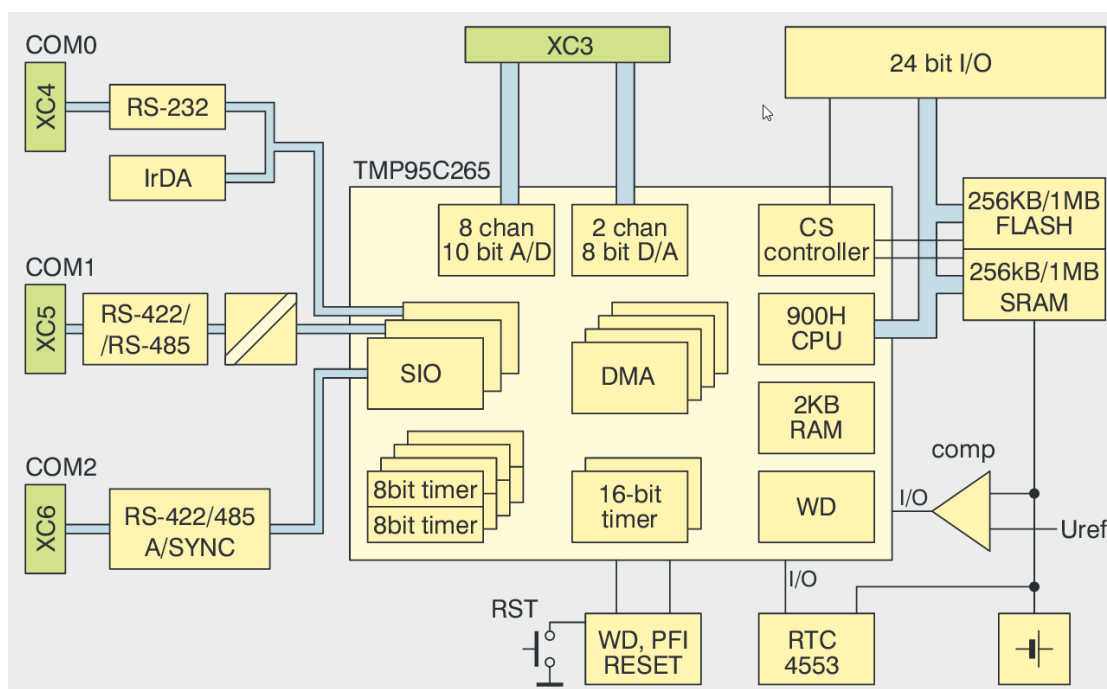 COM0
XC3
24 bit I/O
XC4
RS-232
IrDA
TMP95C265
8 chan
10 bit A/D
2 chan
8 bit D/A
CS
controller
256KB/1MB
FLASH
256kB/1MB
SRAM
COM1
XC5
RS-422/
/RS-485
SIO
DMA
900H
CPU
2KB
RAM
COM2
XC6
RS-422/485
A/SYNC
8bit timer
8bit timer
16-bit
timer
WD
comp
I/O
Uref
I/O
RST
WD, PFI
RESET
RTC
4553